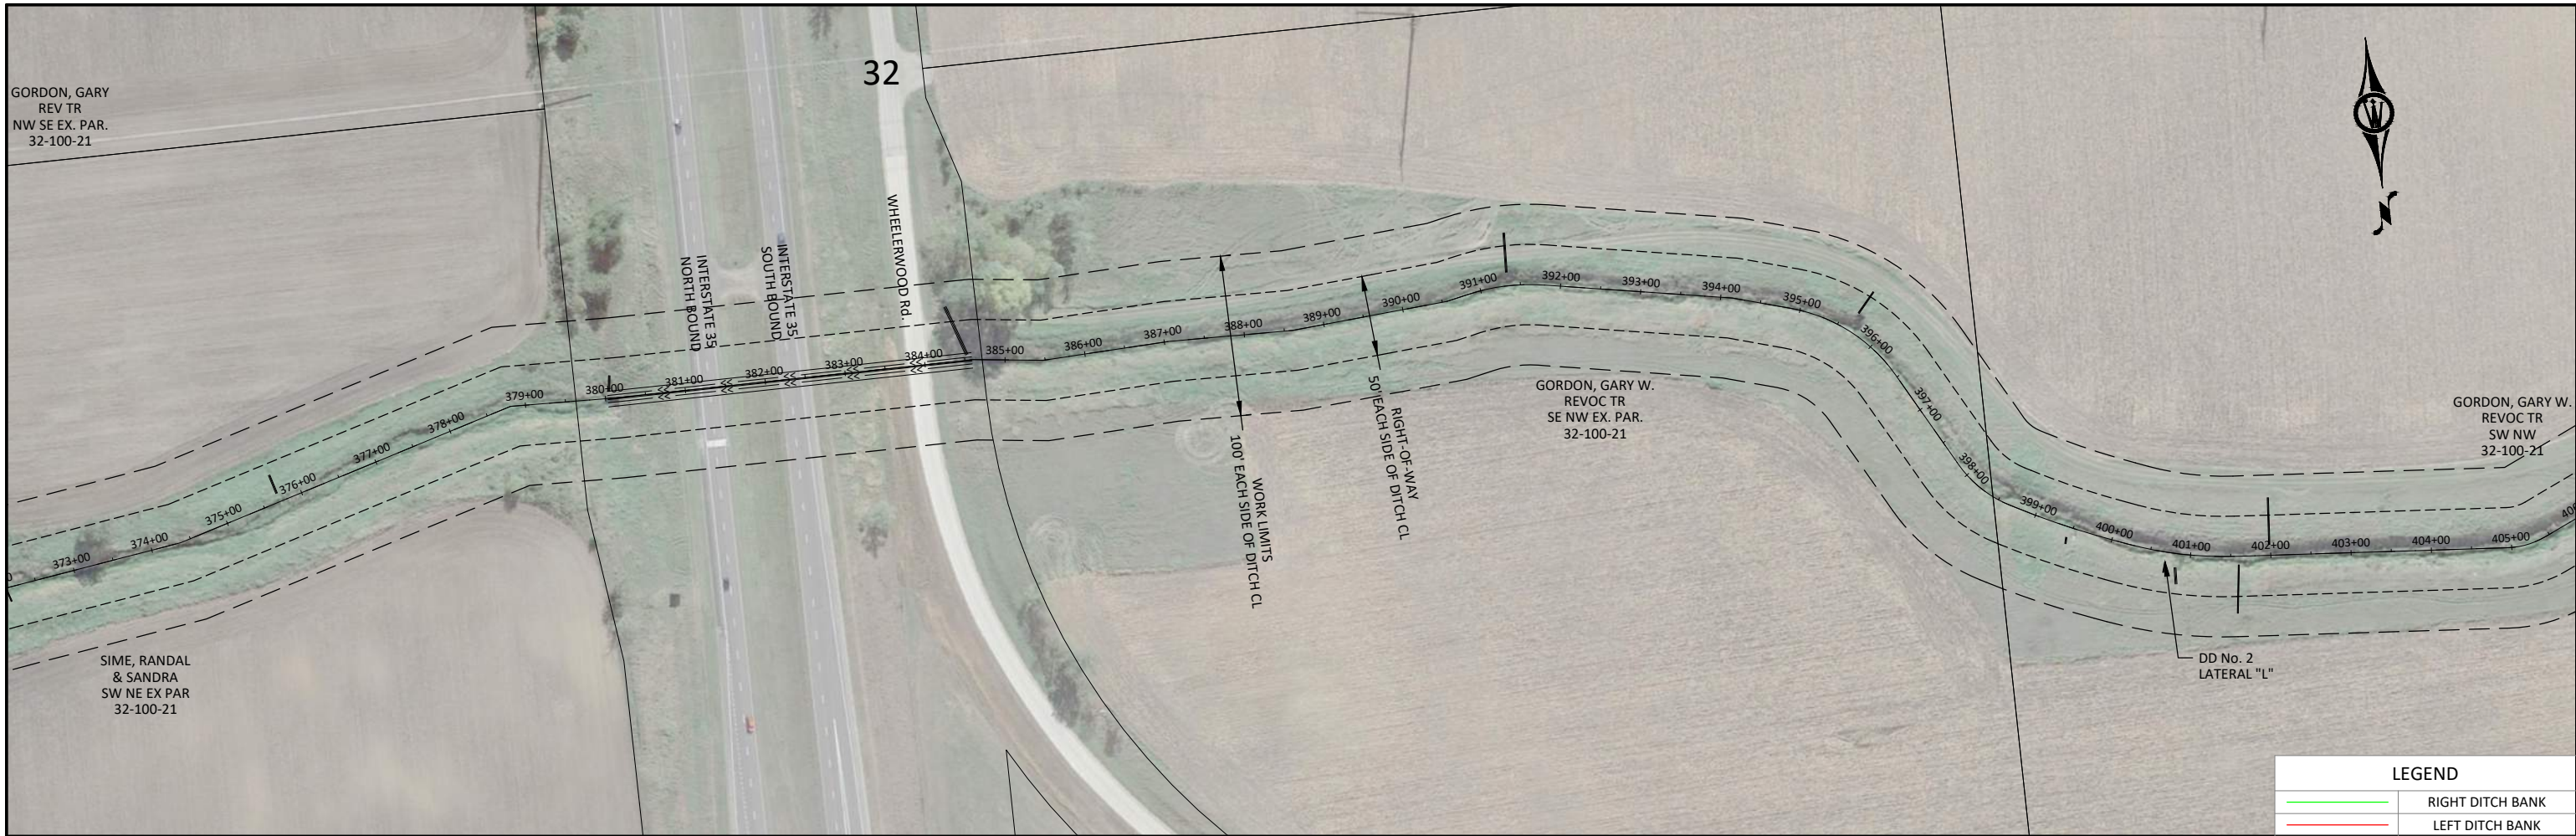 32
GORDON, GARY
REV TR
NW SE EX. PAR.
32-100-21
INTERSTATE 35
NORTH BOUND
INTERSTATE 35
SOUTH BOUND
WHEELERWOOD Rd.
373+00
374+00
375+00
376+00
377+00
378+00
379+00
380+00
381+00
382+00
383+00
384+00
385+00
386+00
387+00
388+00
389+00
390+00
391+00
392+00
393+00
394+00
395+00
396+00
397+00
398+00
399+00
400+00
401+00
402+00
403+00
404+00
405+00
WORK LIMITS
100' EACH SIDE OF DITCH CL
RIGHT-OF-WAY
50' EACH SIDE OF DITCH CL
GORDON, GARY W.
REVOC TR
SE NW EX. PAR.
32-100-21
GORDON, GARY W.
REVOC TR
SW NW
32-100-21
SIME, RANDAL
& SANDRA
SW NE EX PAR
32-100-21
DD No. 2
LATERAL "L"
LEGEND
RIGHT DITCH BANK
LEFT DITCH BANK